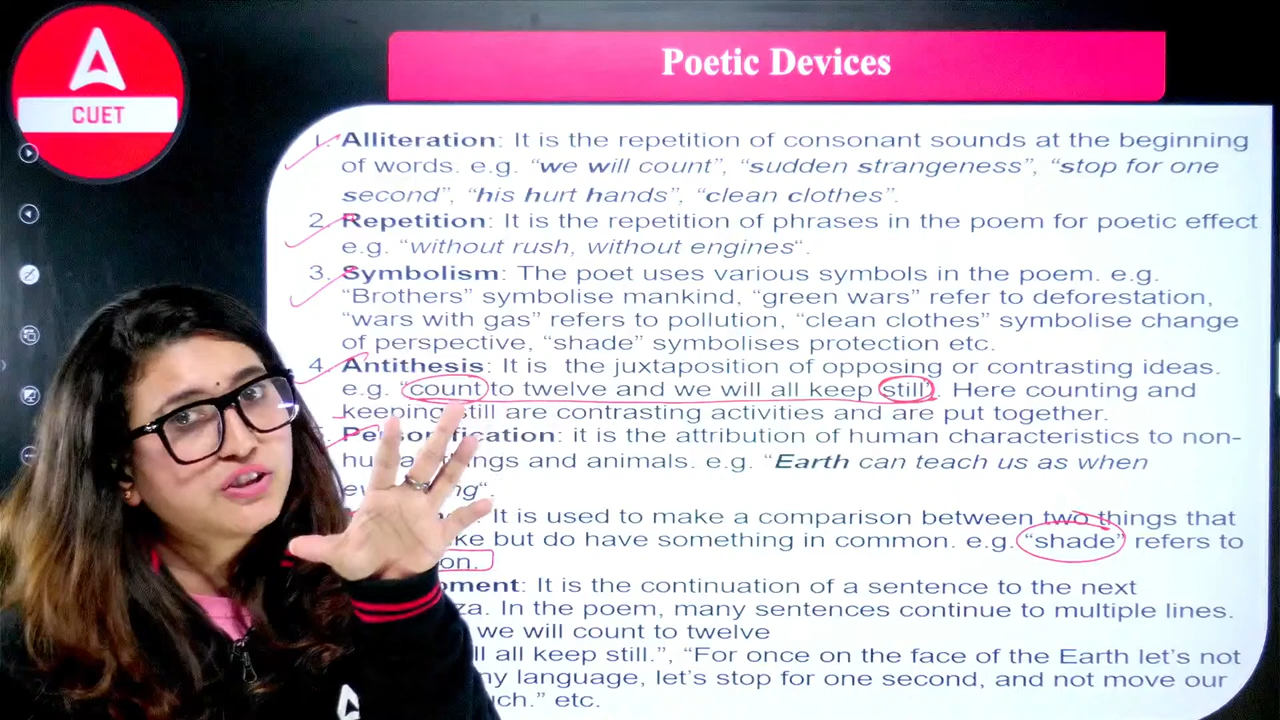 CUET
Poetic Devices
1. Alliteration: It is the repetition of consonant sounds at the beginning
of words. e.g. “we will count”, “sudden strangeness”, “stop for one
second”, “his hurt hands”, “clean clothes”.
2. Repetition: It is the repetition of phrases in the poem for poetic effect
e.g. “without rush, without engines“.
3. Symbolism: The poet uses various symbols in the poem. e.g.
“Brothers” symbolise mankind, “green wars” refer to deforestation,
“wars with gas” refers to pollution, “clean clothes” symbolise change
of perspective, “shade” symbolises protection etc.
4. Antithesis: It is the juxtaposition of opposing or contrasting ideas.
e.g. “count to twelve and we will all keep still”. Here counting and
keeping still are contrasting activities and are put together.
Personification: it is the attribution of human characteristics to non-
and animals. e.g. “Earth can teach us as when
It is used to make a comparison between two things that
but do have something in common. e.g. “shade” refers to
It is the continuation of a sentence to the next
In the poem, many sentences continue to multiple lines.
we will count to twelve
all keep still.”, “For once on the face of the Earth let’s not
language, let’s stop for one second, and not move our
etc.